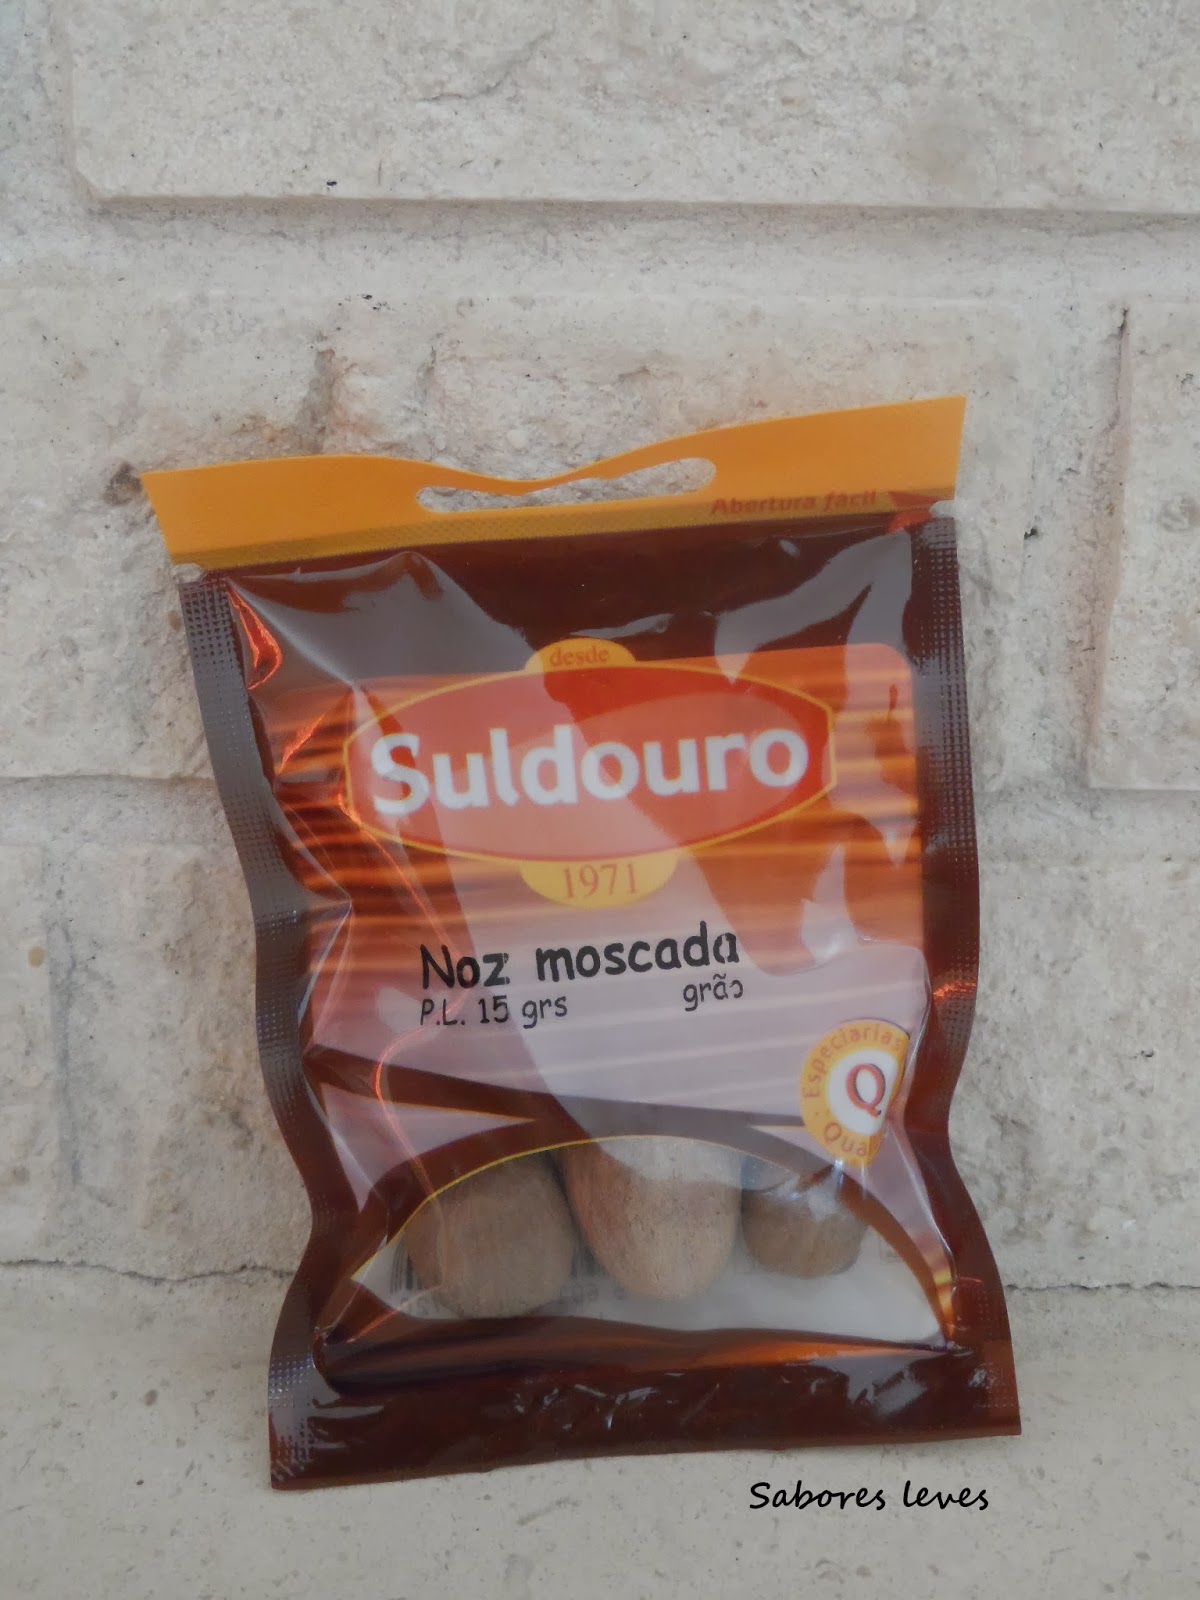 Abertura fácil
desde
Suldouro
1971
Noz moscada
P.L. 15 grs grão
Especiarias
Q
Sabores leves